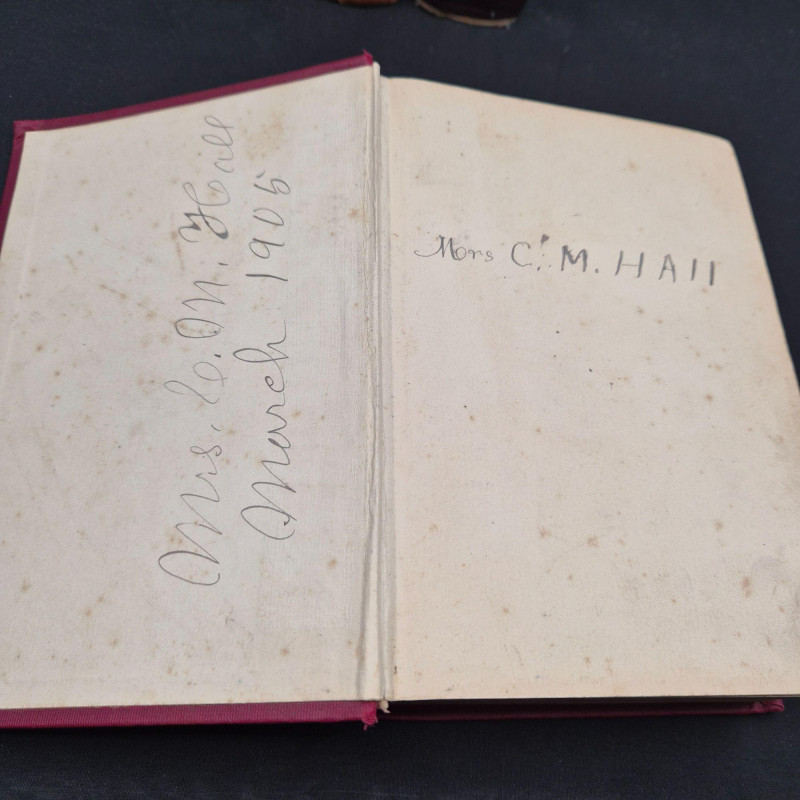 Mrs. C. M. Hall
March 1905
Mrs C. M. HAll